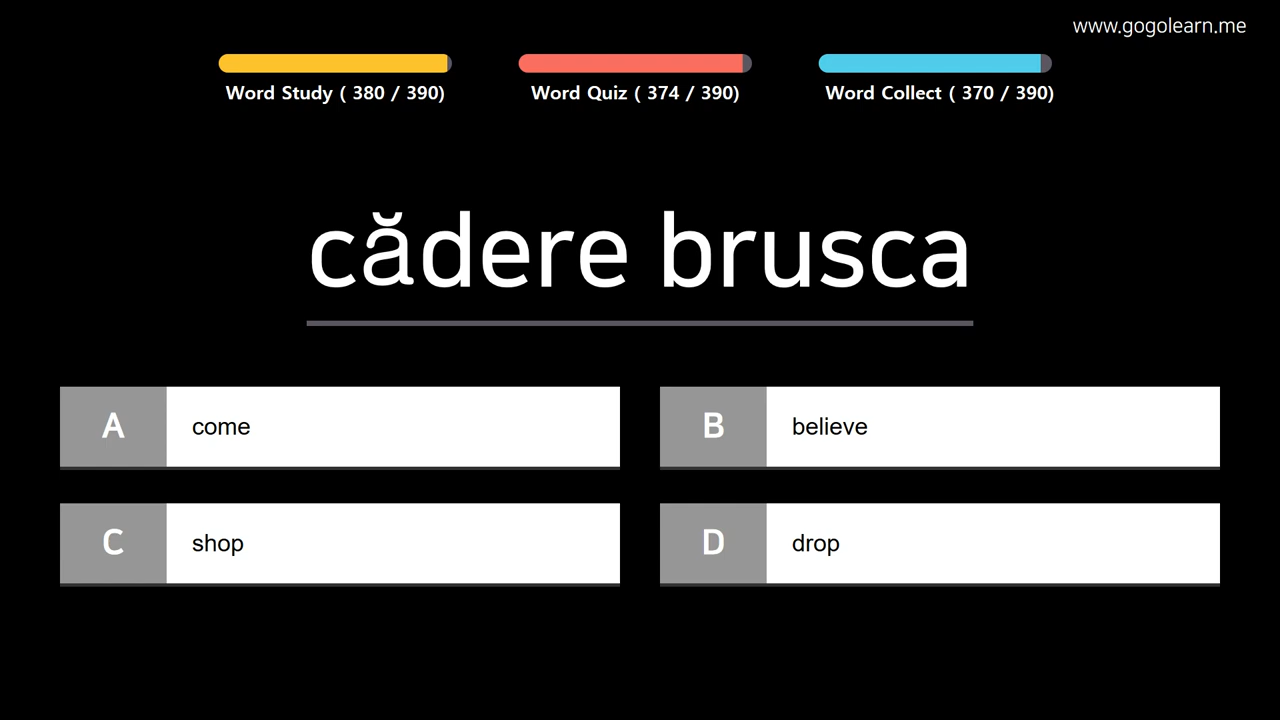 www.gogolearn.me
Word Study ( 380 / 390)
Word Quiz ( 374 / 390)
Word Collect ( 370 / 390)
cădere brusca
A come
B believe
C shop
D drop